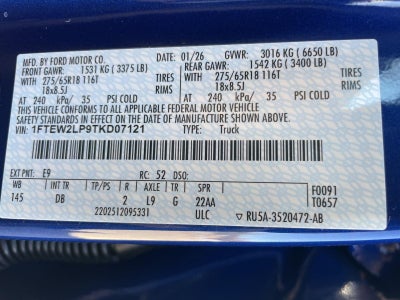 MFD. BY FORD MOTOR CO. 01/26 GVWR: 3016 KG ( 6650 LB)
FRONT GAWR: 1531 KG ( 3375 LB) REAR GAWR: 1542 KG ( 3400 LB)
WITH 275/65R18 116T TIRES WITH 275/65R18 116T TIRES
18x8.5J RIMS 18x8.5J RIMS
AT 240 kPa/ 35 PSI COLD AT 240 kPa/ 35 PSI COLD
THIS VEHICLE CONFORMS TO ALL APPLICABLE FEDERAL MOTOR VEHICLE
SAFETY STANDARDS IN EFFECT ON THE DATE OF MANUFACTURE SHOWN ABOVE.
VIN: 1FTEW2LP9TKD07121 TYPE: Truck
EXT PNT: E9 RC: 52 DSO:
WB INT TR TP/PS R AXLE TR SPR F0091
145 DB 2 L9 G 22AA T0657
2202512095331 ULC RU5A-3520472-AB